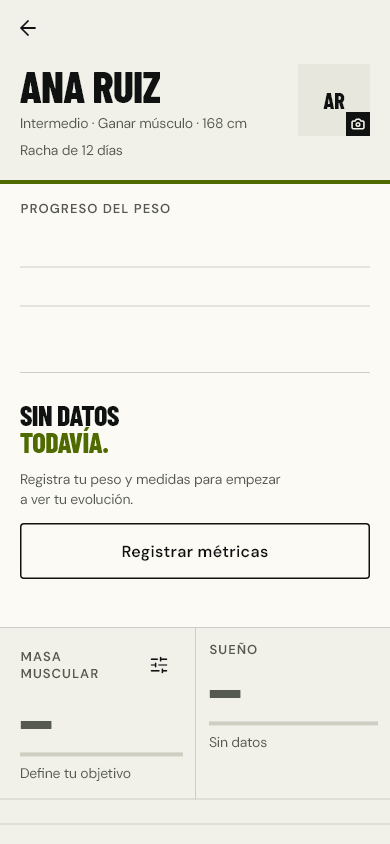 ANA RUIZ
AR
Intermedio · Ganar músculo · 168 cm
Racha de 12 días
PROGRESO DEL PESO
SIN DATOS
TODAVÍA.
Registra tu peso y medidas para empezar
a ver tu evolución.
Registrar métricas
MASA
MUSCULAR
Define tu objetivo
SUEÑO
Sin datos